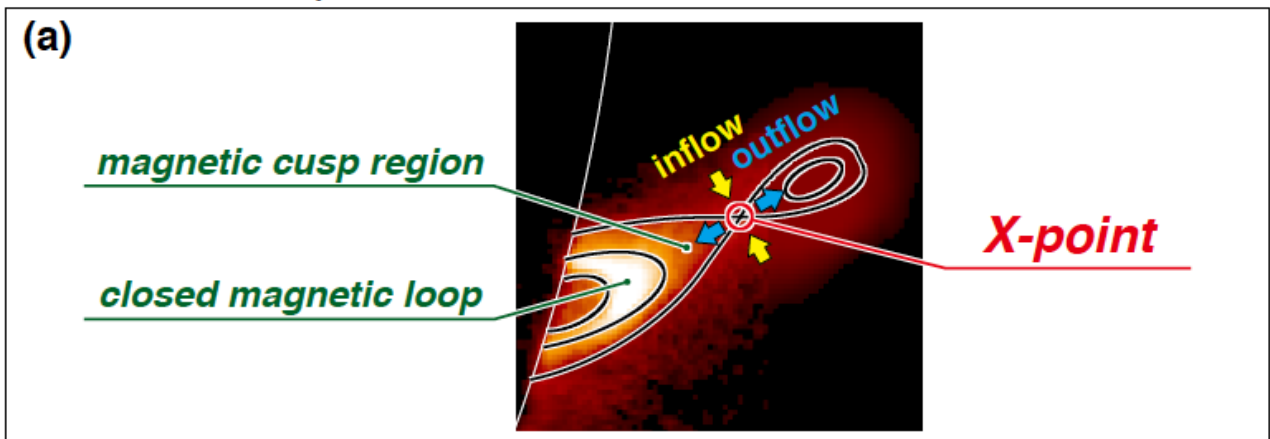 (a)
inflow
outflow
magnetic cusp region
X-point
closed magnetic loop